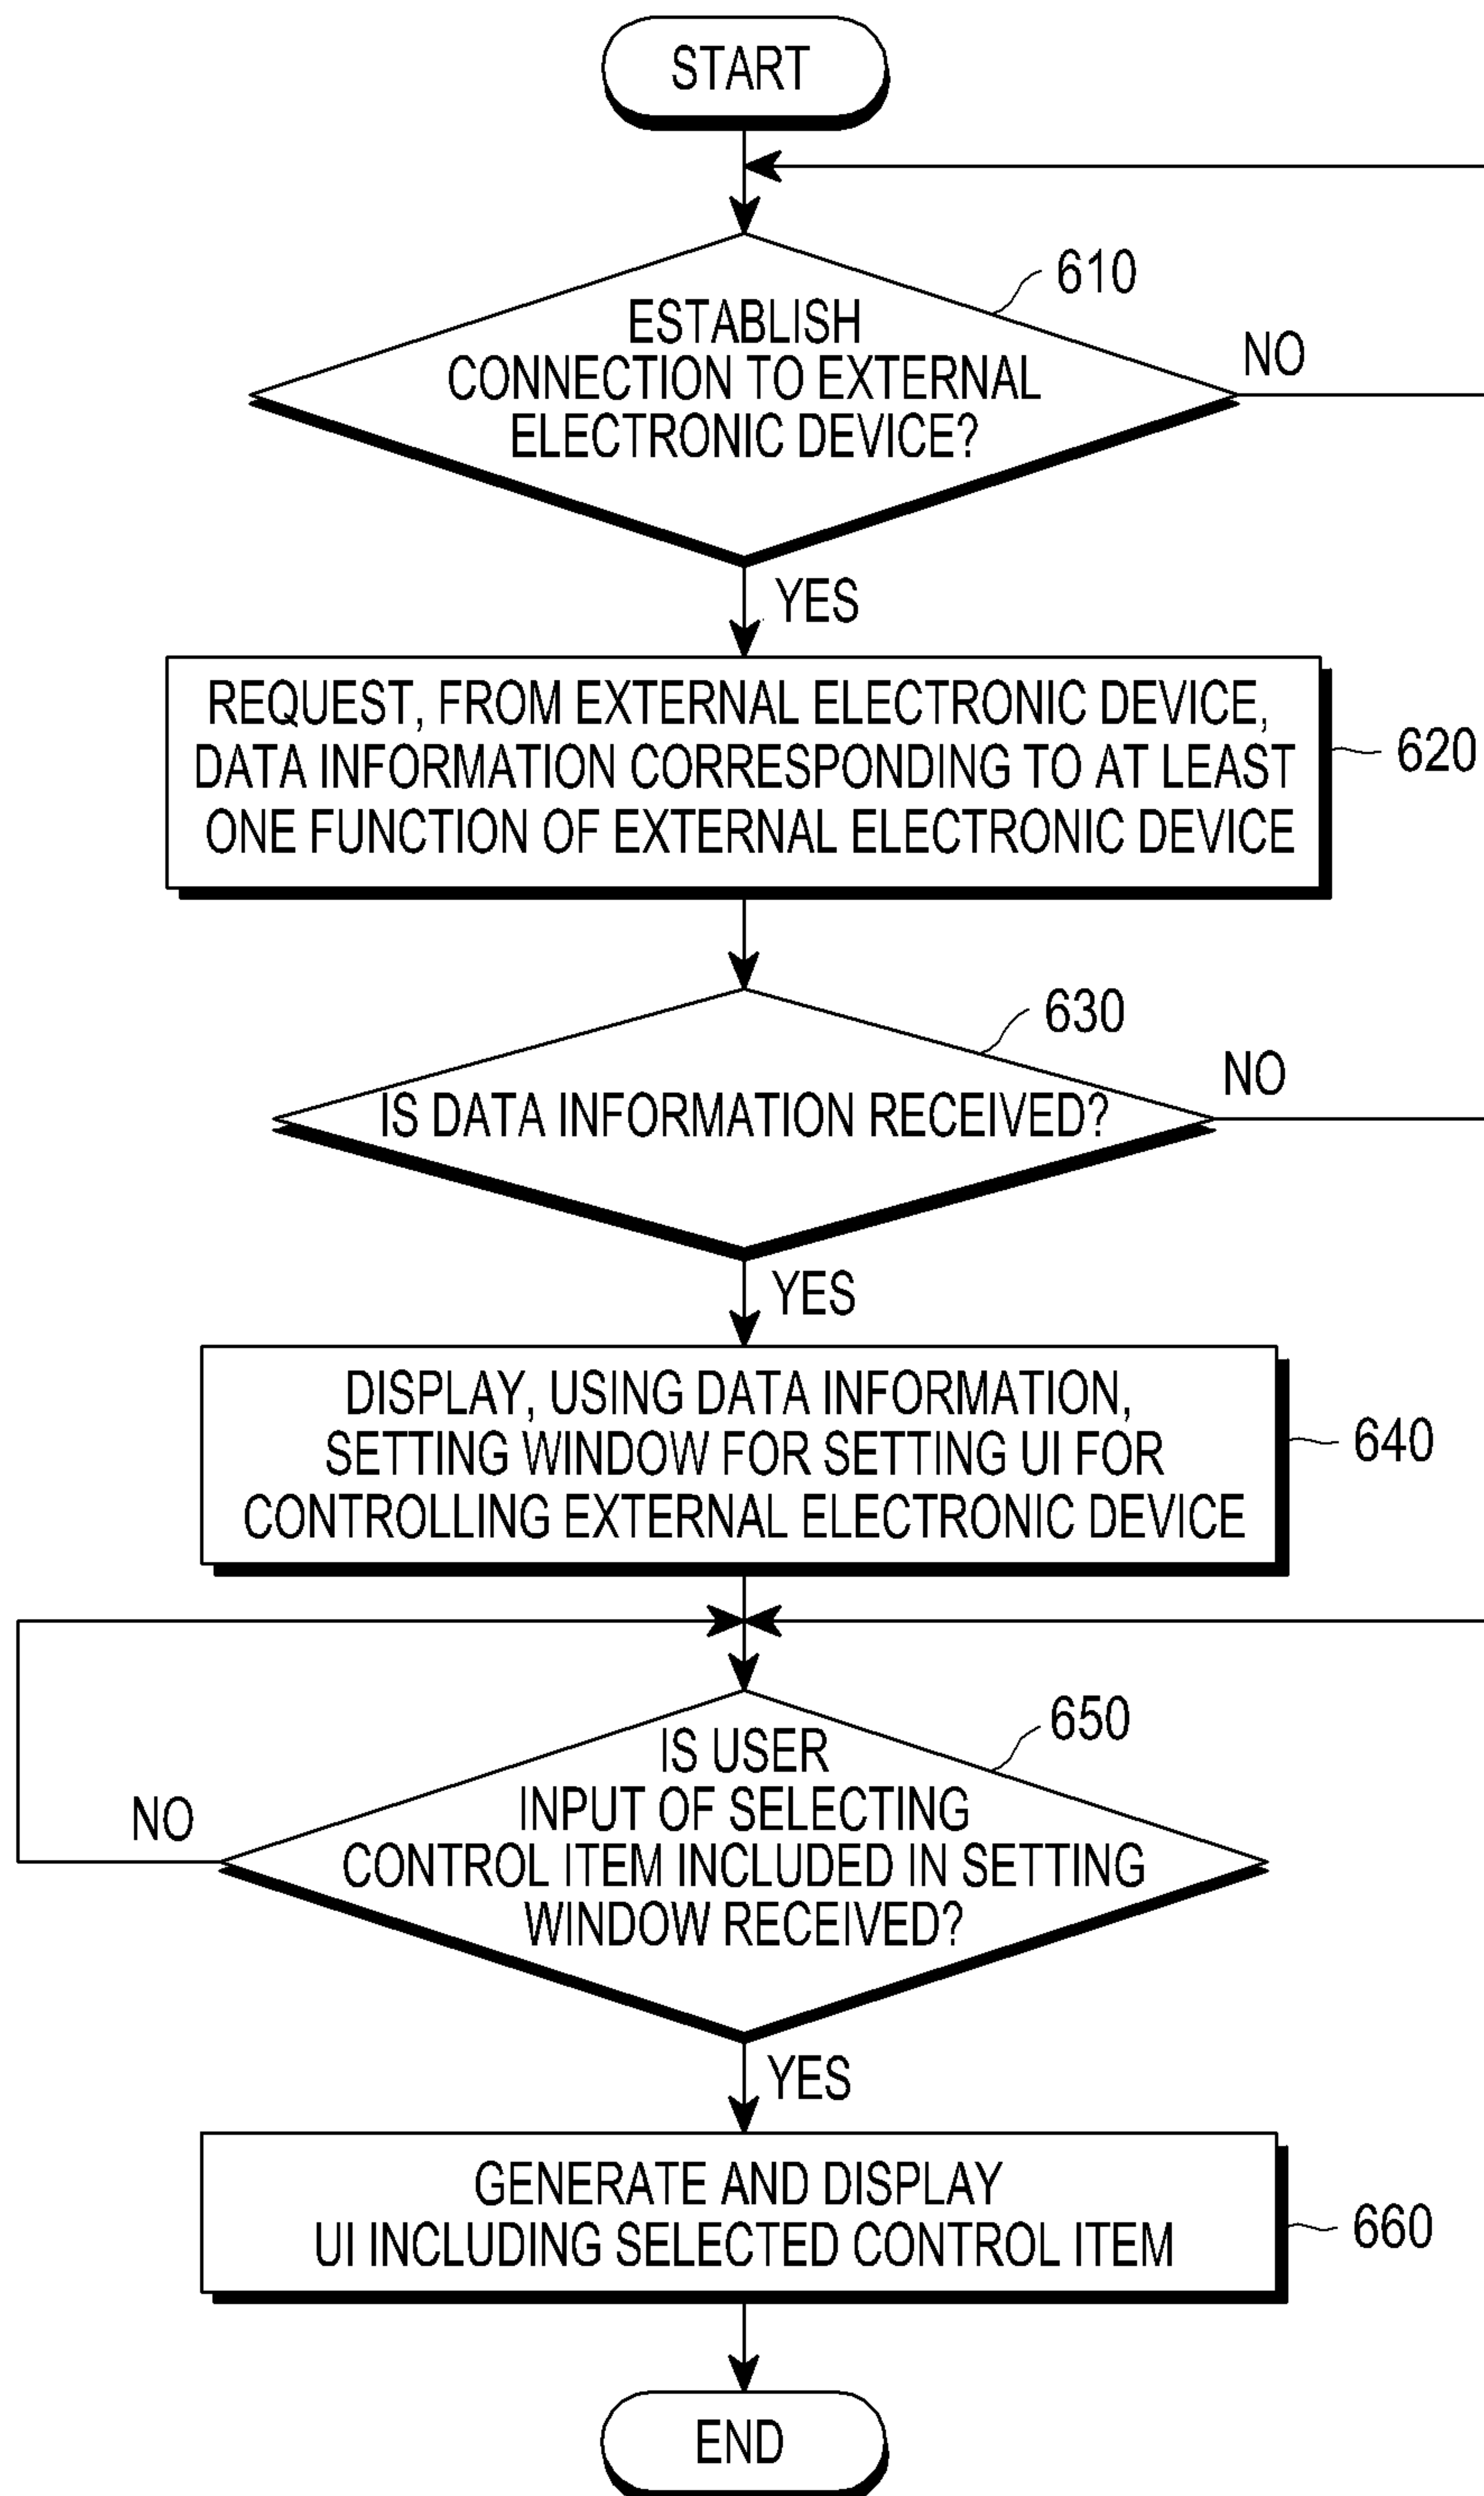 START
610
ESTABLISH
CONNECTION TO EXTERNAL
ELECTRONIC DEVICE?
NO
YES
REQUEST, FROM EXTERNAL ELECTRONIC DEVICE,
DATA INFORMATION CORRESPONDING TO AT LEAST
ONE FUNCTION OF EXTERNAL ELECTRONIC DEVICE
620
630
IS DATA INFORMATION RECEIVED?
NO
YES
DISPLAY, USING DATA INFORMATION,
SETTING WINDOW FOR SETTING UI FOR
CONTROLLING EXTERNAL ELECTRONIC DEVICE
640
650
IS USER
INPUT OF SELECTING
CONTROL ITEM INCLUDED IN SETTING
WINDOW RECEIVED?
NO
YES
GENERATE AND DISPLAY
UI INCLUDING SELECTED CONTROL ITEM
660
END